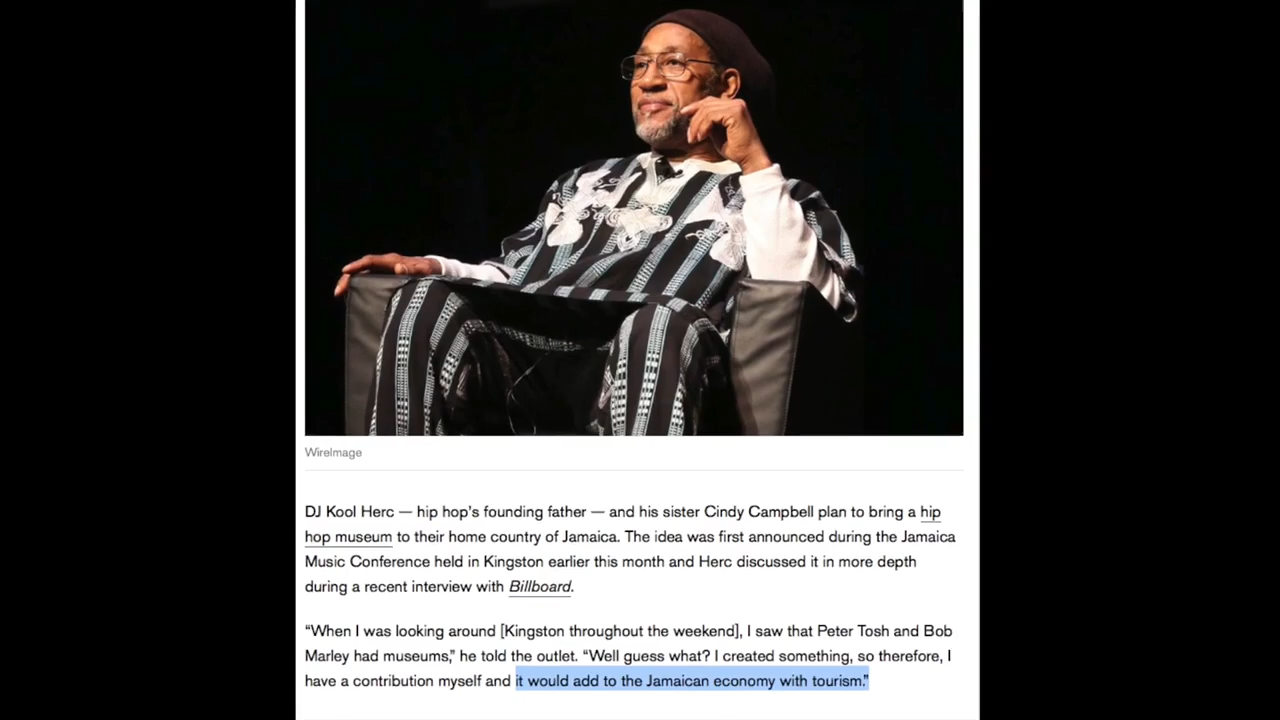 WireImage
DJ Kool Herc — hip hop's founding father — and his sister Cindy Campbell plan to bring a hip
hop museum to their home country of Jamaica. The idea was first announced during the Jamaica
Music Conference held in Kingston earlier this month and Herc discussed it in more depth
during a recent interview with Billboard.
“When I was looking around [Kingston throughout the weekend], I saw that Peter Tosh and Bob
Marley had museums,” he told the outlet. “Well guess what? I created something, so therefore, I
have a contribution myself and it would add to the Jamaican economy with tourism.”